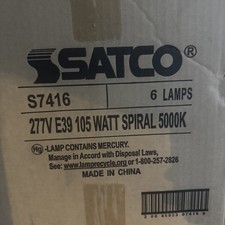 SATCO®
S7416 6 LAMPS
277V E39 105 WATT SPIRAL 5000K
Hg -LAMP CONTAINS MERCURY.
Manage in Accord with Disposal Laws,
See: www.lamprecycle.org or 1-800-257-2826
MADE IN CHINA